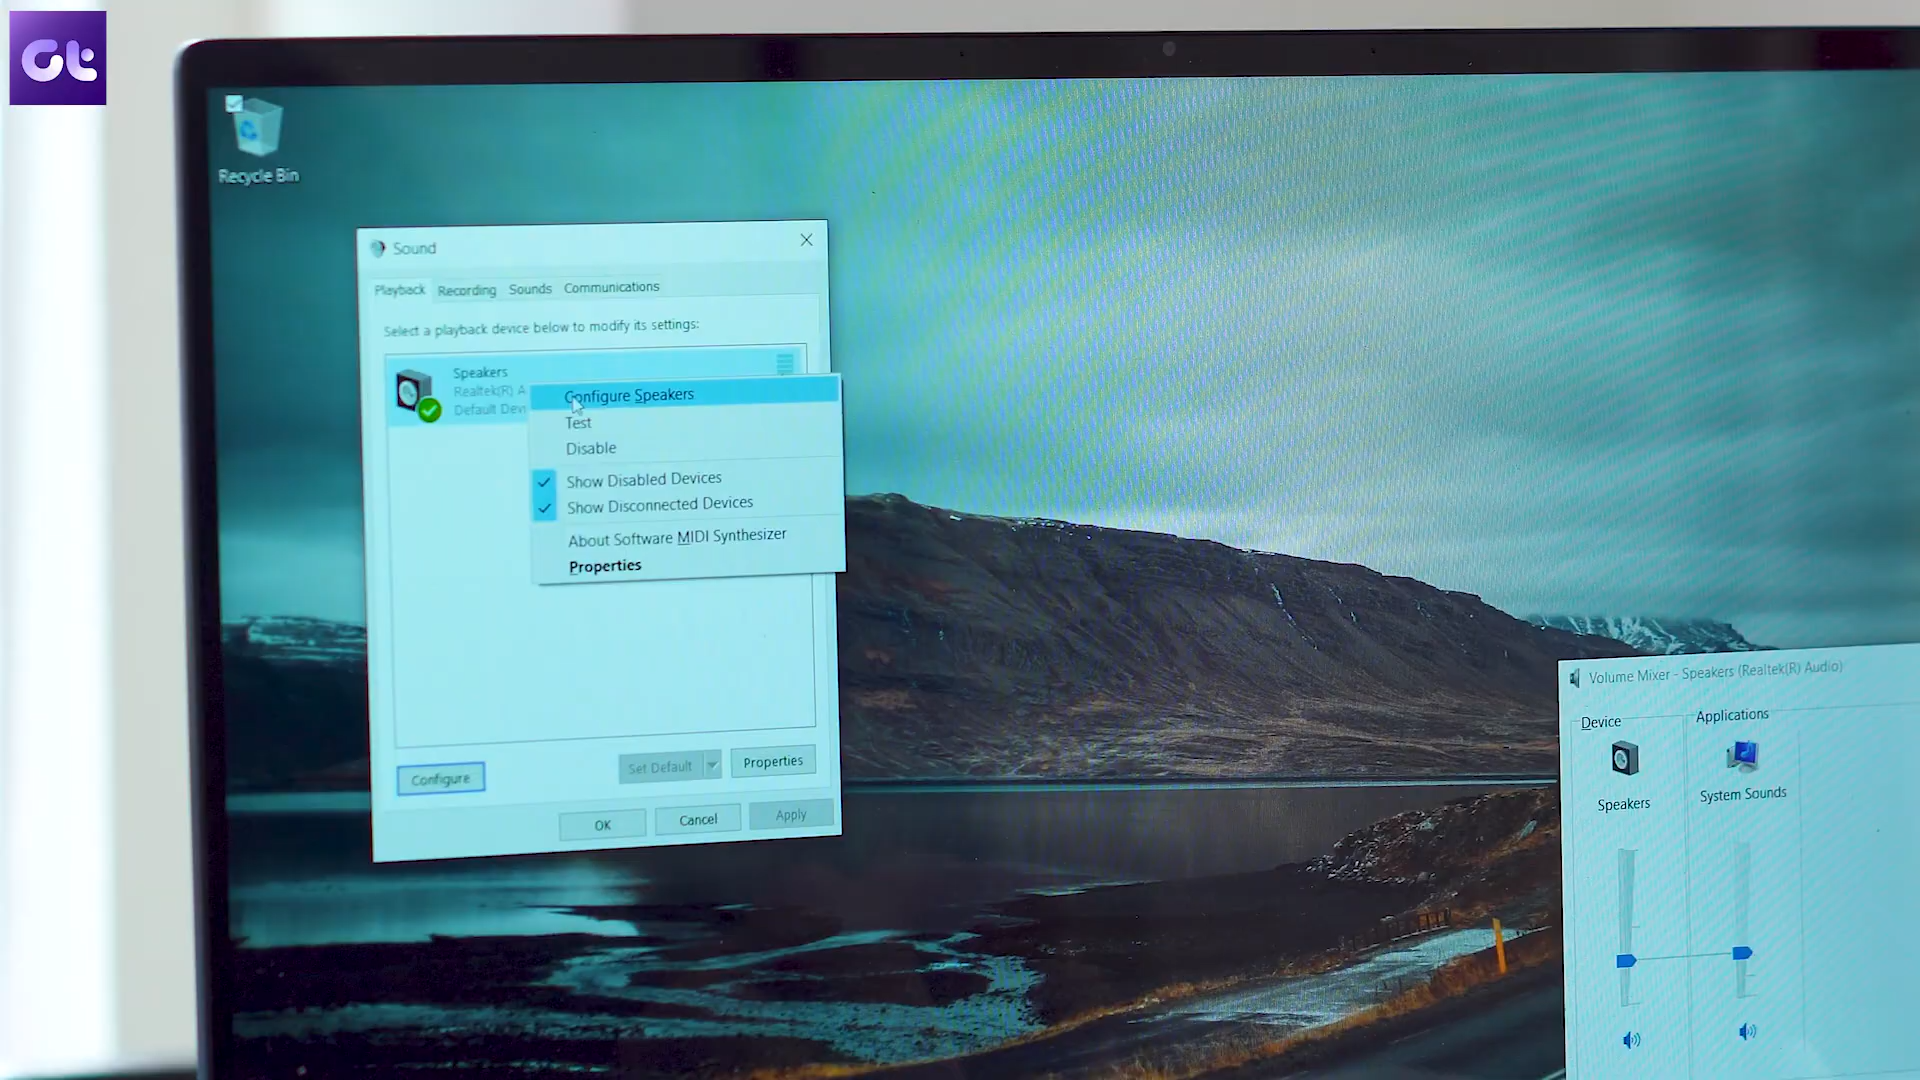 Gt
Recycle Bin
Sound
Playback Recording Sounds Communications
Select a playback device below to modify its settings:
Speakers
Realtek(R) A
Default Devi
Configure Speakers
Test
Disable
Show Disabled Devices
Show Disconnected Devices
About Software MIDI Synthesizer
Properties
Configure
Set Default
Properties
OK
Cancel
Apply
Volume Mixer - Speakers (Realtek(R) Audio)
Device
Applications
Speakers
System Sounds